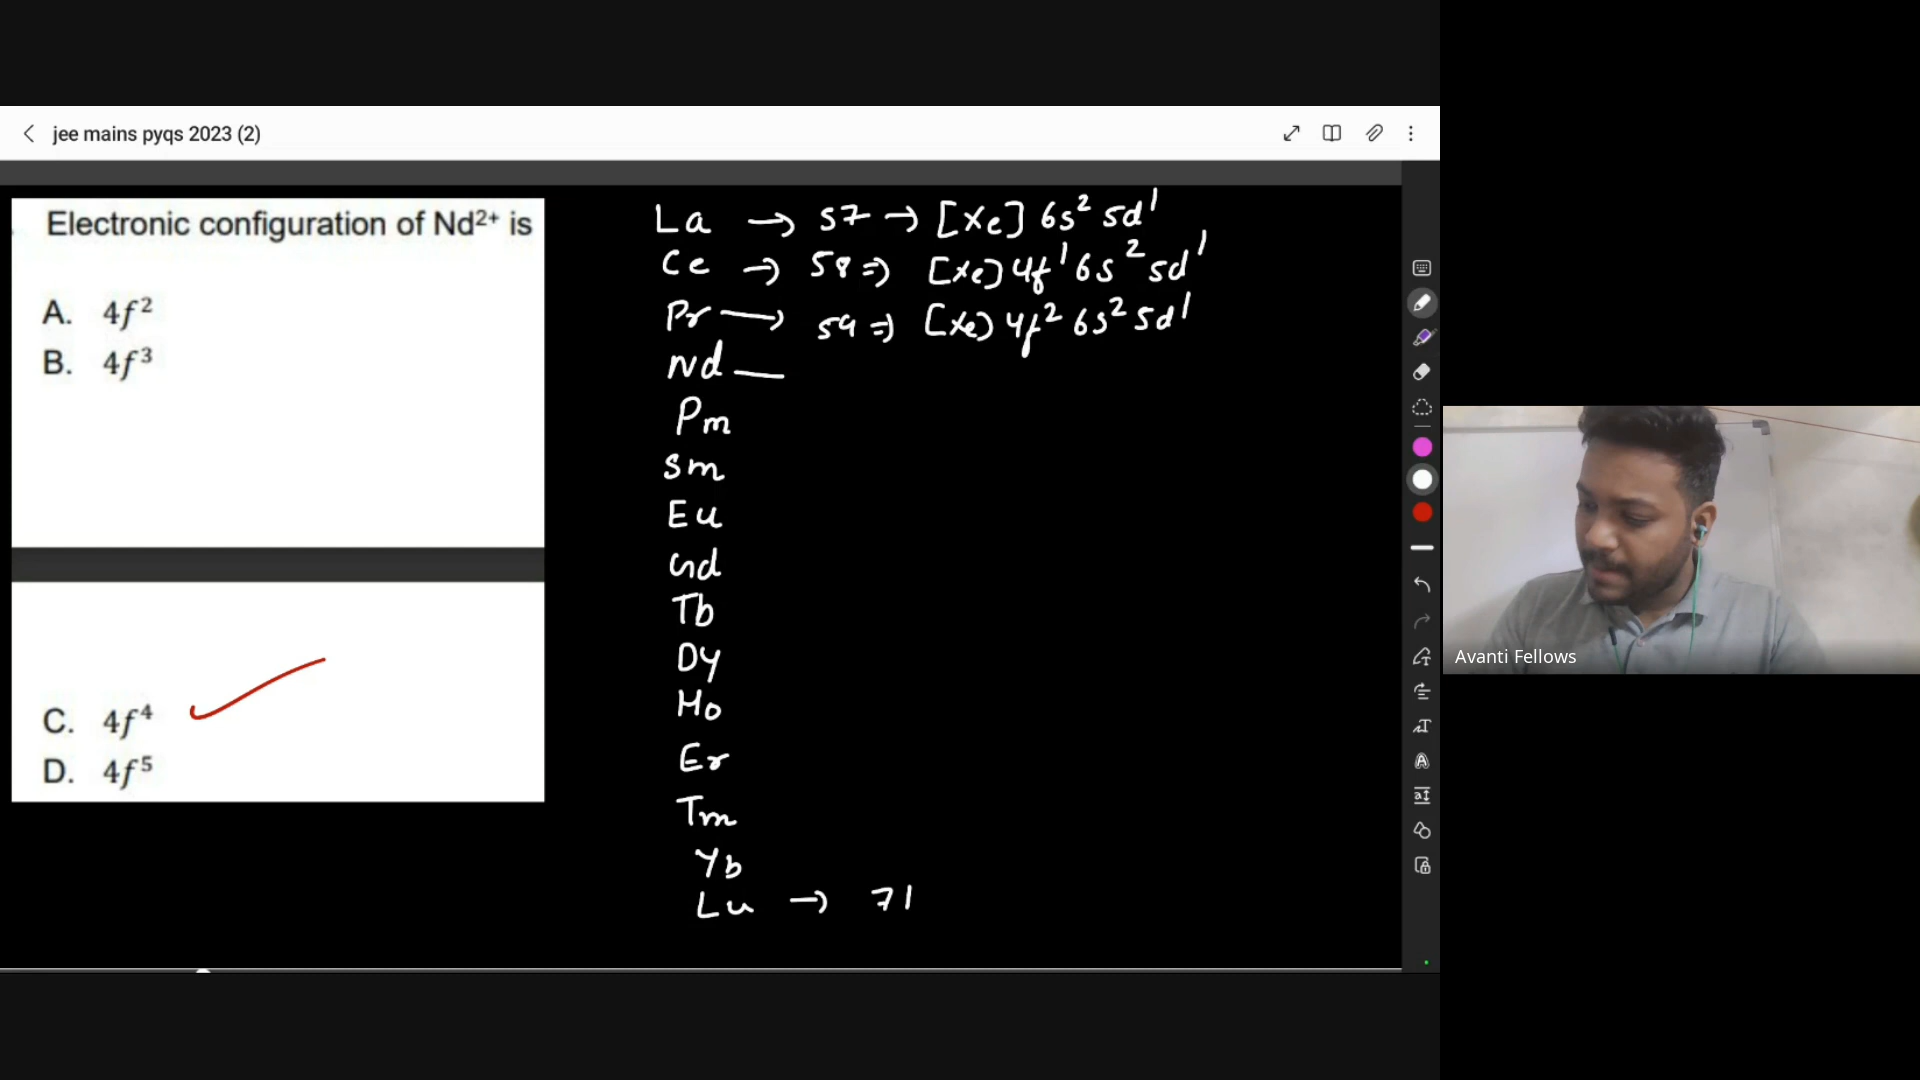 jee mains pyqs 2023 (2)
Electronic configuration of Nd²⁺ is
A. 4f²
B. 4f³
C. 4f⁴
D. 4f⁵
La → 57 → [Xe] 6s² 5d¹
Ce → 58 ⇒ [Xe] 4f¹ 6s² 5d¹
Pr → 59 ⇒ [Xe] 4f² 6s² 5d¹
Nd —
Pm
Sm
Eu
Gd
Tb
Dy
Ho
Er
Tm
Yb
Lu → 71
Avanti Fellows